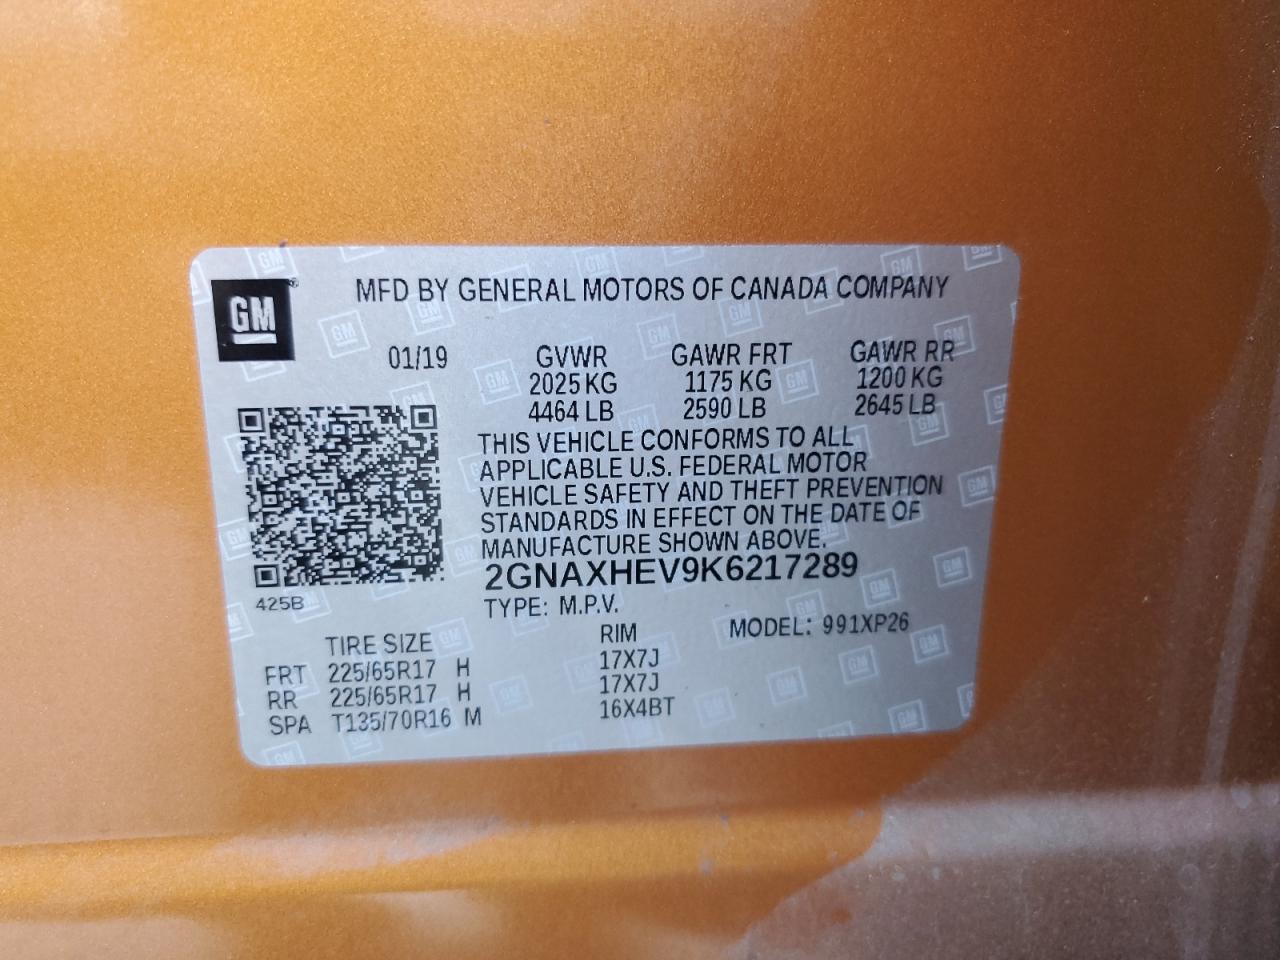 GM
MFD BY GENERAL MOTORS OF CANADA COMPANY
01/19 GVWR GAWR FRT GAWR RR
2025 KG 1175 KG 1200 KG
4464 LB 2590 LB 2645 LB
THIS VEHICLE CONFORMS TO ALL
APPLICABLE U.S. FEDERAL MOTOR
VEHICLE SAFETY AND THEFT PREVENTION
STANDARDS IN EFFECT ON THE DATE OF
MANUFACTURE SHOWN ABOVE.
2GNAXHEV9K6217289
425B
TYPE: M.P.V.
MODEL: 991XP26
TIRE SIZE RIM
FRT 225/65R17 H 17X7J
RR 225/65R17 H 17X7J
SPA T135/70R16 M 16X4BT